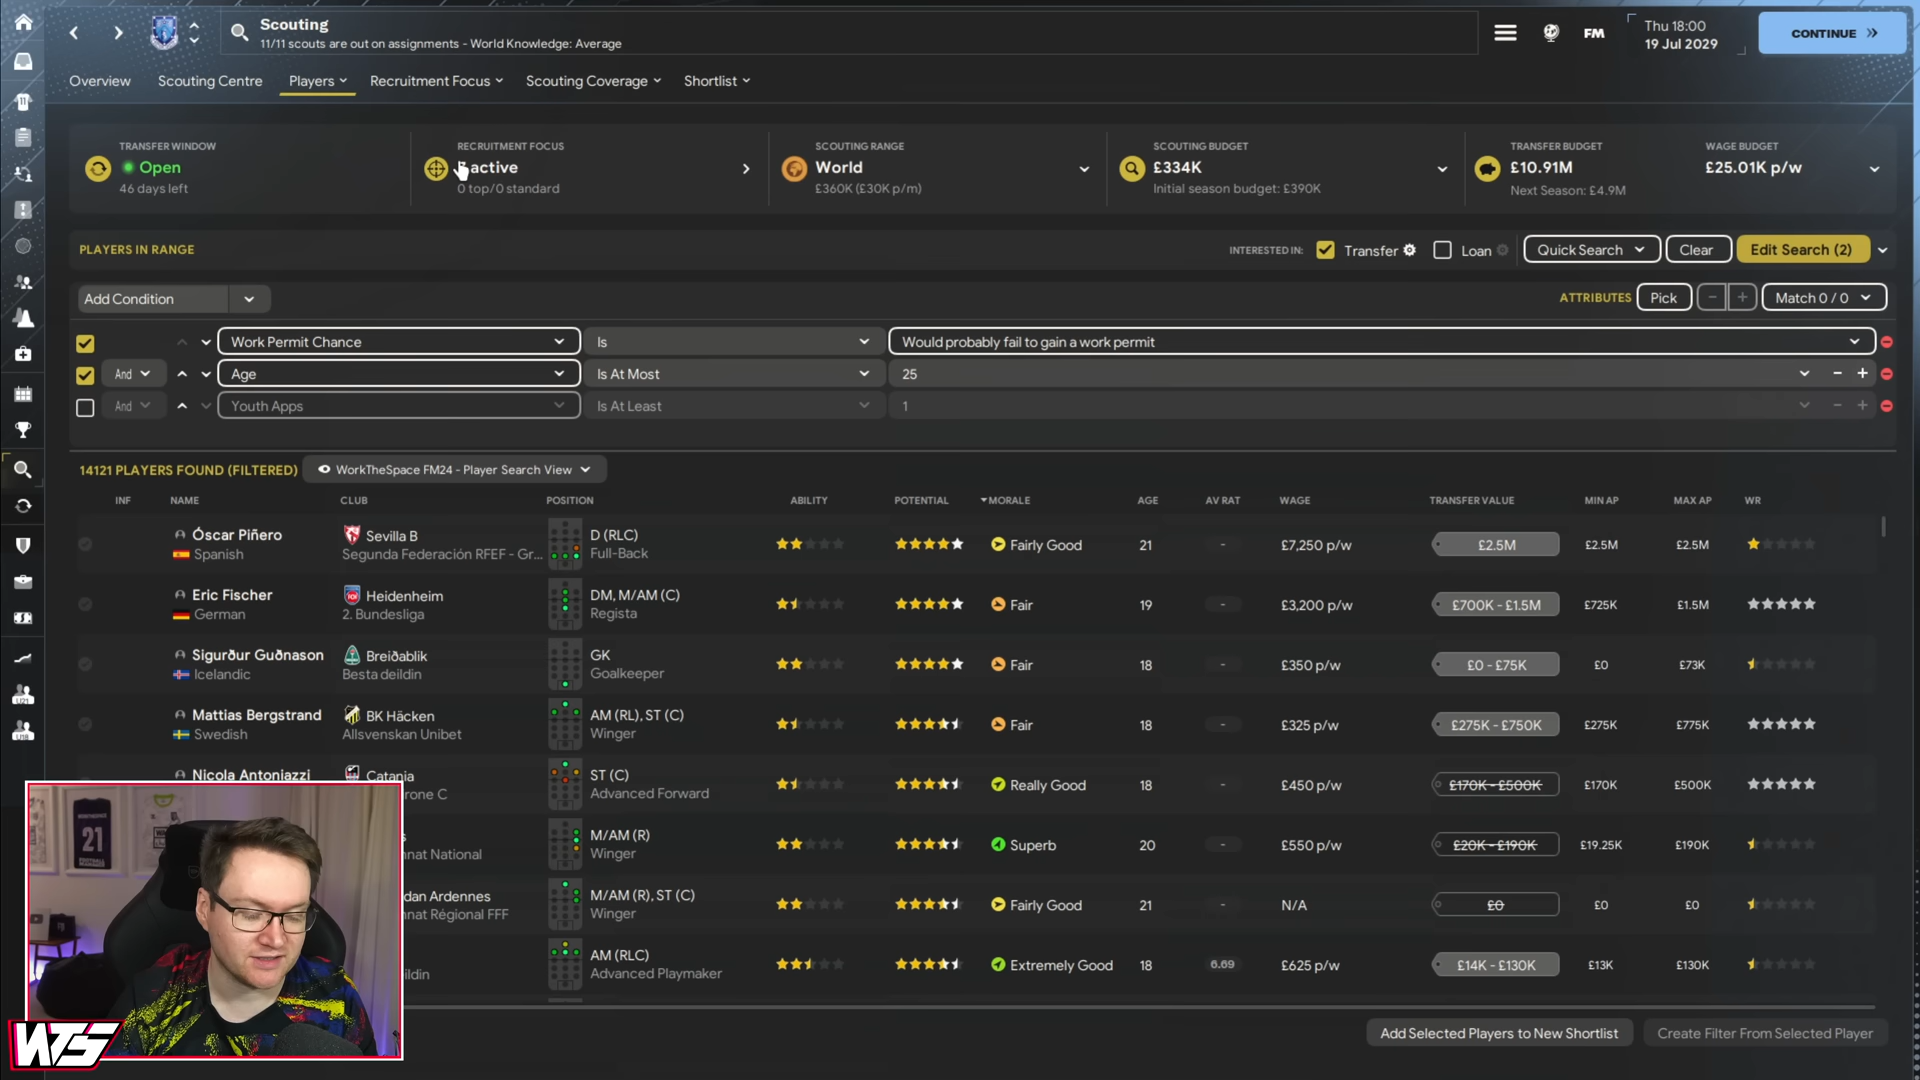 Scouting
11/11 scouts are out on assignments - World Knowledge: Average
FM
Thu 18:00
19 Jul 2029
CONTINUE
Overview
Scouting Centre
Players
Recruitment Focus
Scouting Coverage
Shortlist
TRANSFER WINDOW
Open
46 days left
RECRUITMENT FOCUS
active
0 top/0 standard
SCOUTING RANGE
World
£360K (£30K p/m)
SCOUTING BUDGET
£334K
Initial season budget: £390K
TRANSFER BUDGET
£10.91M
Next Season: £4.9M
WAGE BUDGET
£25.01K p/w
PLAYERS IN RANGE
INTERESTED IN:
Transfer
Loan
Quick Search
Clear
Edit Search (2)
Add Condition
ATTRIBUTES
Pick
Match 0 / 0
Work Permit Chance
Is
Would probably fail to gain a work permit
And
Age
Is At Most
25
And
Youth Apps
Is At Least
1
14121 PLAYERS FOUND (FILTERED)
WorkTheSpace FM24 - Player Search View
INF NAME CLUB POSITION ABILITY POTENTIAL MORALE AGE AV RAT WAGE TRANSFER VALUE MIN AP MAX AP WR
Óscar Piñero Sevilla B D (RLC) Fairly Good 21 - £7,250 p/w £2.5M £2.5M £2.5M
Spanish Segunda Federación RFEF - Gr... Full-Back
Eric Fischer Heidenheim DM, M/AM (C) Fair 19 - £3,200 p/w £700K - £1.5M £725K £1.5M
German 2. Bundesliga Regista
Sigurður Guðnason Breiðablik GK Fair 18 - £350 p/w £0 - £75K £0 £73K
Icelandic Besta deildin Goalkeeper
Mattias Bergstrand BK Häcken AM (RL), ST (C) Fair 18 - £325 p/w £275K - £750K £275K £775K
Swedish Allsvenskan Unibet Winger
Nicola Antoniazzi Catania ST (C) Really Good 18 - £450 p/w £170K - £500K £170K £500K
rone C Advanced Forward
s M/AM (R) Superb 20 - £550 p/w £20K - £190K £19.25K £190K
nat National Winger
dan Ardennes M/AM (R), ST (C) Fairly Good 21 - N/A £0 £0 £0
nat Régional FFF Winger
AM (RLC) Extremely Good 18 6.69 £625 p/w £14K - £130K £13K £130K
ldin Advanced Playmaker
21
WTS
Add Selected Players to New Shortlist
Create Filter From Selected Player